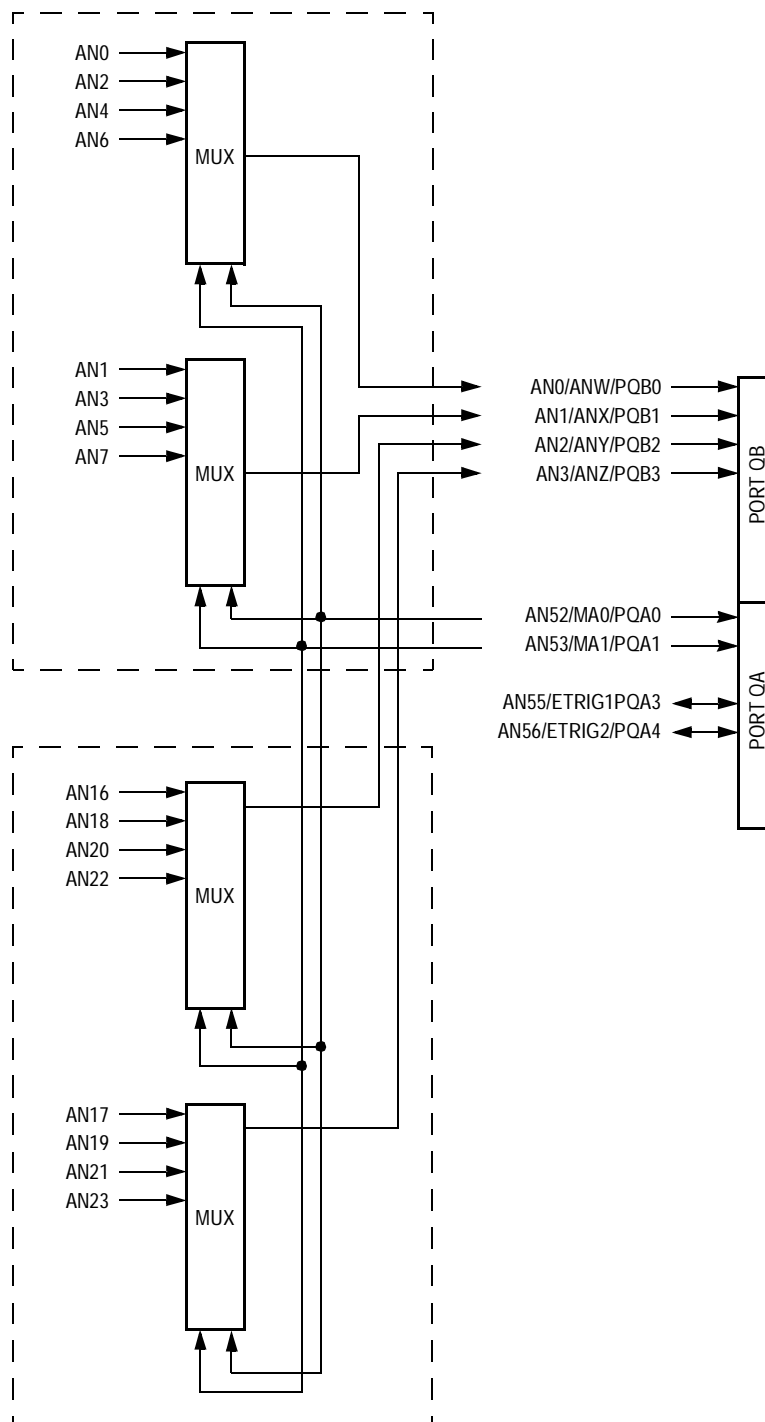 AN0
AN2
AN4
AN6
MUX
AN1
AN3
AN5
AN7
MUX
AN0/ANW/PQB0
AN1/ANX/PQB1
AN2/ANY/PQB2
AN3/ANZ/PQB3
PORT QB
AN52/MA0/PQA0
AN53/MA1/PQA1
AN55/ETRIG1PQA3
AN56/ETRIG2/PQA4
PORT QA
AN16
AN18
AN20
AN22
MUX
AN17
AN19
AN21
AN23
MUX